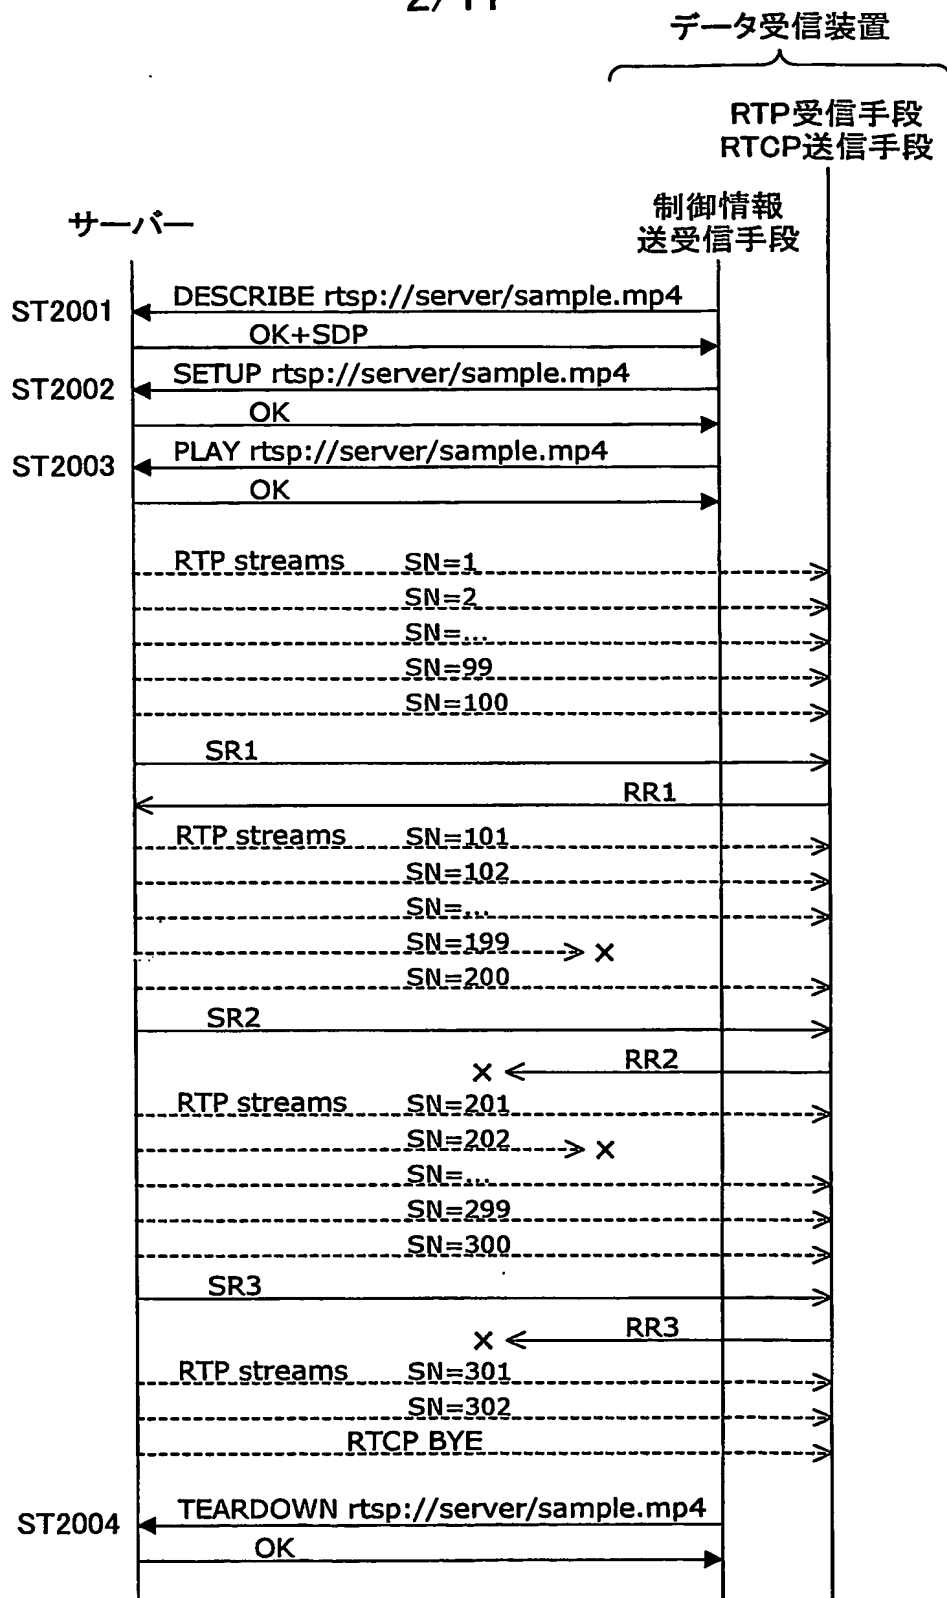 2/11
データ受信装置
RTP受信手段
RTCP送信手段
サーバー
制御情報
送受信手段
ST2001
DESCRIBE rtsp://server/sample.mp4
OK+SDP
ST2002
SETUP rtsp://server/sample.mp4
OK
ST2003
PLAY rtsp://server/sample.mp4
OK
RTP streams SN=1
SN=2
SN=...
SN=99
SN=100
SR1
RR1
RTP streams SN=101
SN=102
SN=...
SN=199 ×
SN=200
SR2
× RR2
RTP streams SN=201
SN=202 ×
SN=...
SN=299
SN=300
SR3
× RR3
RTP streams SN=301
SN=302
RTCP BYE
ST2004
TEARDOWN rtsp://server/sample.mp4
OK